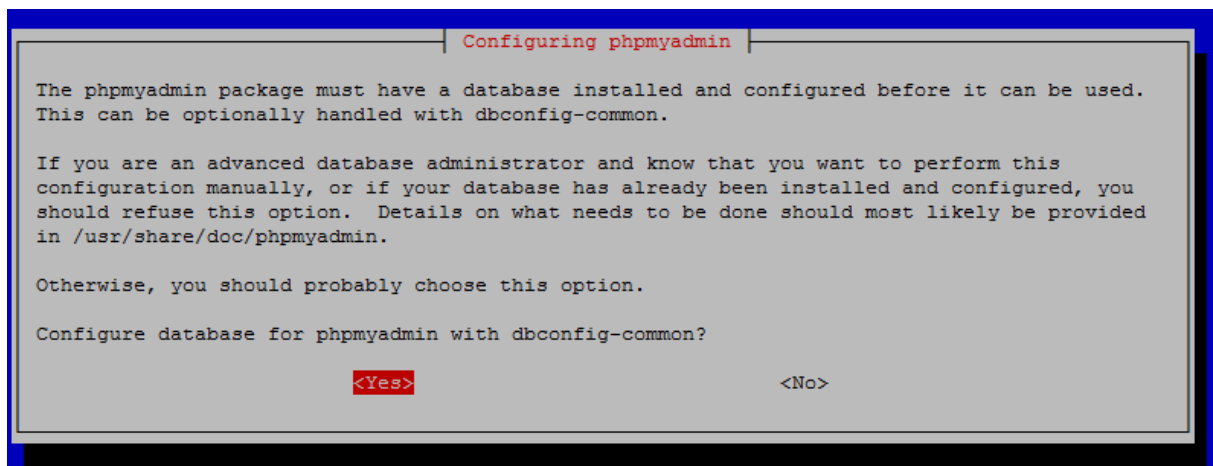 Configuring phpmyadmin
The phpmyadmin package must have a database installed and configured before it can be used.
This can be optionally handled with dbconfig-common.
If you are an advanced database administrator and know that you want to perform this
configuration manually, or if your database has already been installed and configured, you
should refuse this option.  Details on what needs to be done should most likely be provided
in /usr/share/doc/phpmyadmin.
Otherwise, you should probably choose this option.
Configure database for phpmyadmin with dbconfig-common?
<Yes> <No>